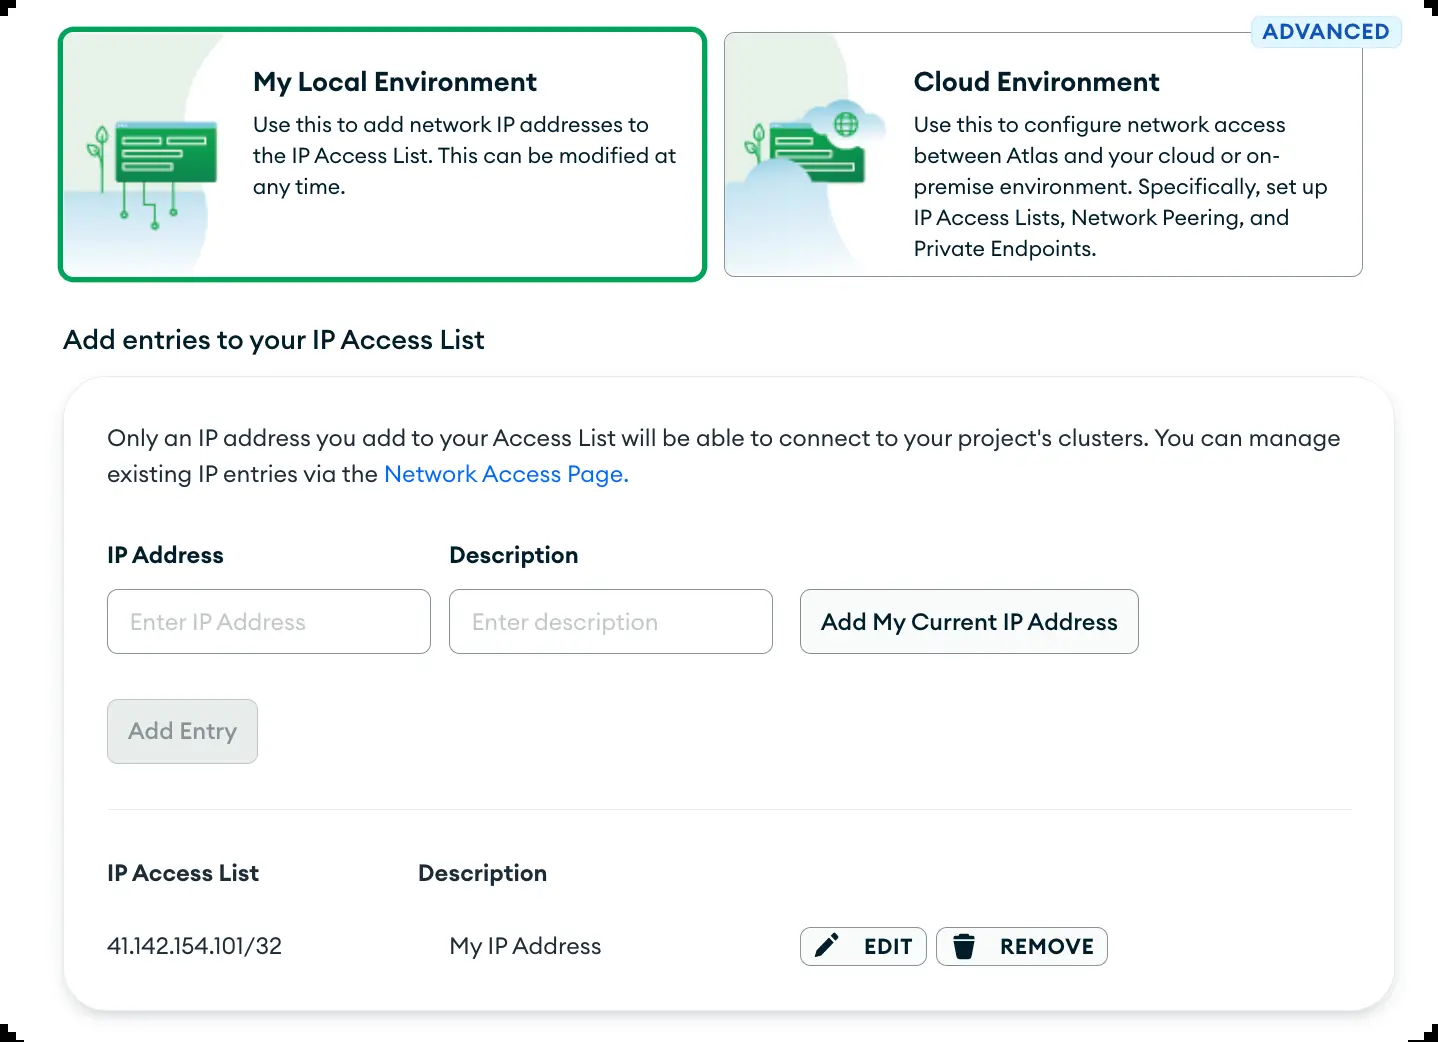 ADVANCED
My Local Environment
Use this to add network IP addresses to
the IP Access List. This can be modified at
any time.
Cloud Environment
Use this to configure network access
between Atlas and your cloud or on-
premise environment. Specifically, set up
IP Access Lists, Network Peering, and
Private Endpoints.
Add entries to your IP Access List
Only an IP address you add to your Access List will be able to connect to your project's clusters. You can manage
existing IP entries via the Network Access Page.
IP Address Description
Enter IP Address Enter description Add My Current IP Address
Add Entry
IP Access List Description
41.142.154.101/32 My IP Address EDIT REMOVE